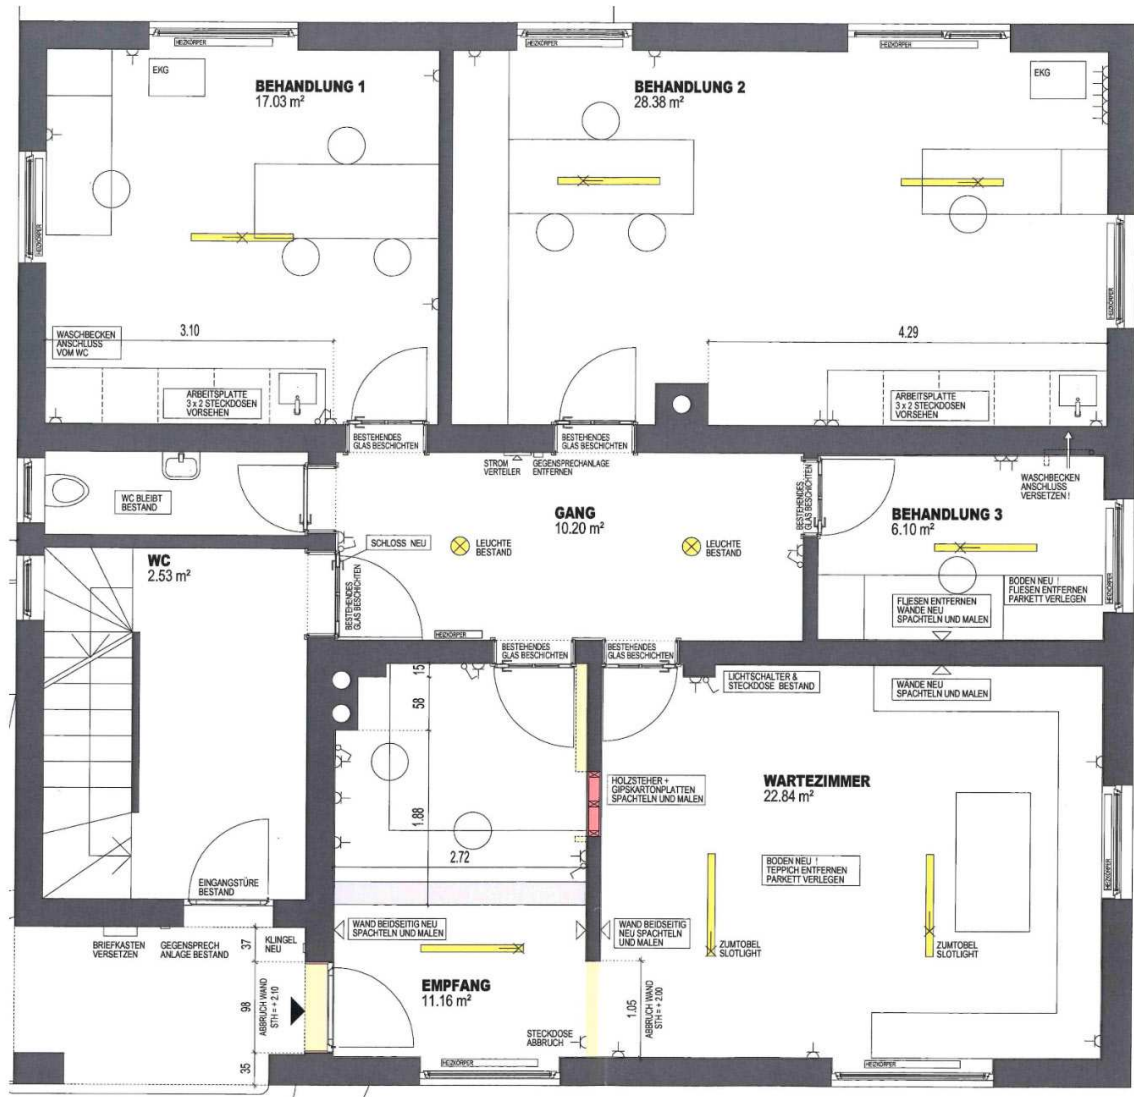 HEIZKÖRPER
HEIZKÖRPER
HEIZKÖRPER
EKG
BEHANDLUNG 1
17.03 m²
BEHANDLUNG 2
28.38 m²
EKG
HEIZKÖRPER
HEIZKÖRPER
WASCHBECKEN
ANSCHLUSS
VOM WC
3.10
4.29
ARBEITSPLATTE
3 x 2 STECKDOSEN
VORSEHEN
ARBEITSPLATTE
3 x 2 STECKDOSEN
VORSEHEN
BESTEHENDES
GLAS BESCHICHTEN
BESTEHENDES
GLAS BESCHICHTEN
STROM
VERTEILER
GEGENSPRECHANLAGE
ENTFERNEN
WASCHBECKEN
ANSCHLUSS
VERSETZEN !
WC BLEIBT
BESTAND
GANG
10.20 m²
BESTEHENDES
GLAS BESCHICHTEN
BEHANDLUNG 3
6.10 m²
SCHLOSS NEU
LEUCHTE
BESTAND
LEUCHTE
BESTAND
WC
2.53 m²
BESTEHENDES
GLAS BESCHICHTEN
FLIESEN ENTFERNEN
WÄNDE NEU
SPACHTELN UND MALEN
BODEN NEU !
FLIESEN ENTFERNEN
PARKETT VERLEGEN
HEIZKÖRPER
HEIZKÖRPER
BESTEHENDES
GLAS BESCHICHTEN
BESTEHENDES
GLAS BESCHICHTEN
15
58
1.88
2.72
LICHTSCHALTER &
STECKDOSE BESTAND
WÄNDE NEU
SPACHTELN UND MALEN
HOLZSTEHER +
GIPSKARTONPLATTEN
SPACHTELN UND MALEN
WARTEZIMMER
22.84 m²
HEIZKÖRPER
BODEN NEU !
TEPPICH ENTFERNEN
PARKETT VERLEGEN
EINGANGSTÜRE
BESTAND
BRIEFKASTEN
VERSETZEN
GEGENSPRECH
ANLAGE BESTAND
37
KLINGEL
NEU
WAND BEIDSEITIG NEU
SPACHTELN UND MALEN
WAND BEIDSEITIG
NEU SPACHTELN
UND MALEN
ZUMTOBEL
SLOTLIGHT
ZUMTOBEL
SLOTLIGHT
EMPFANG
11.16 m²
98
ABBRUCH WAND
STH = + 2.10
1.05
ABBRUCH WAND
STH = + 2.00
STECKDOSE
ABBRUCH
35
HEIZKÖRPER
HEIZKÖRPER